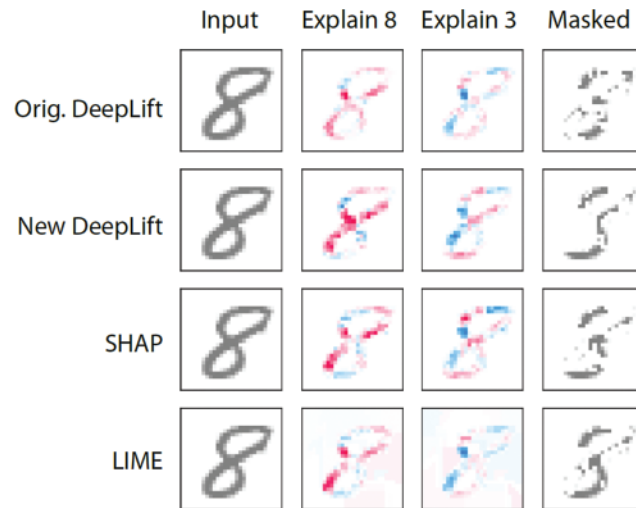 Input Explain 8 Explain 3 Masked
Orig. DeepLift
New DeepLift
SHAP
LIME